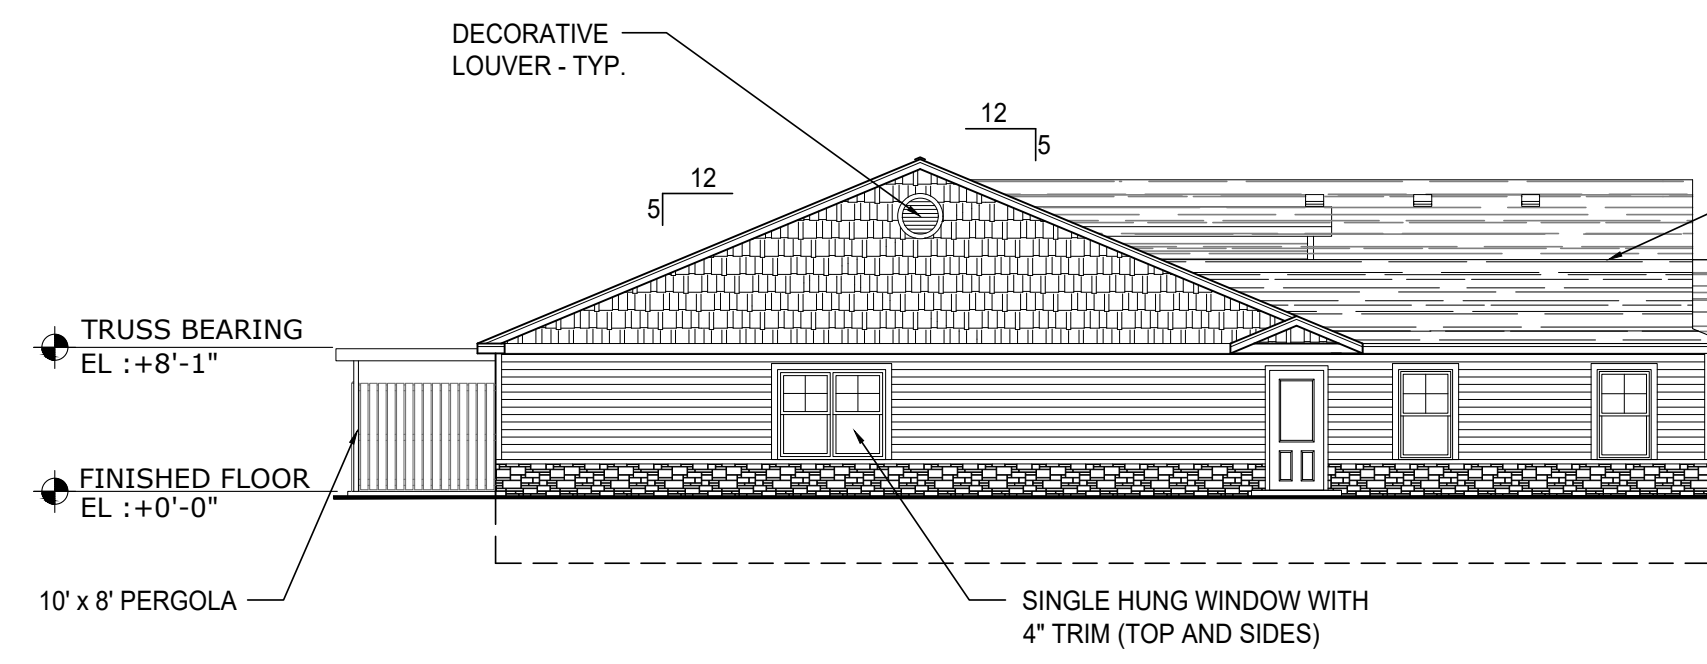 DECORATIVE
LOUVER - TYP.
12
5
12
5
TRUSS BEARING
EL :+8'-1"
FINISHED FLOOR
EL :+0'-0"
10' x 8' PERGOLA
SINGLE HUNG WINDOW WITH
4" TRIM (TOP AND SIDES)